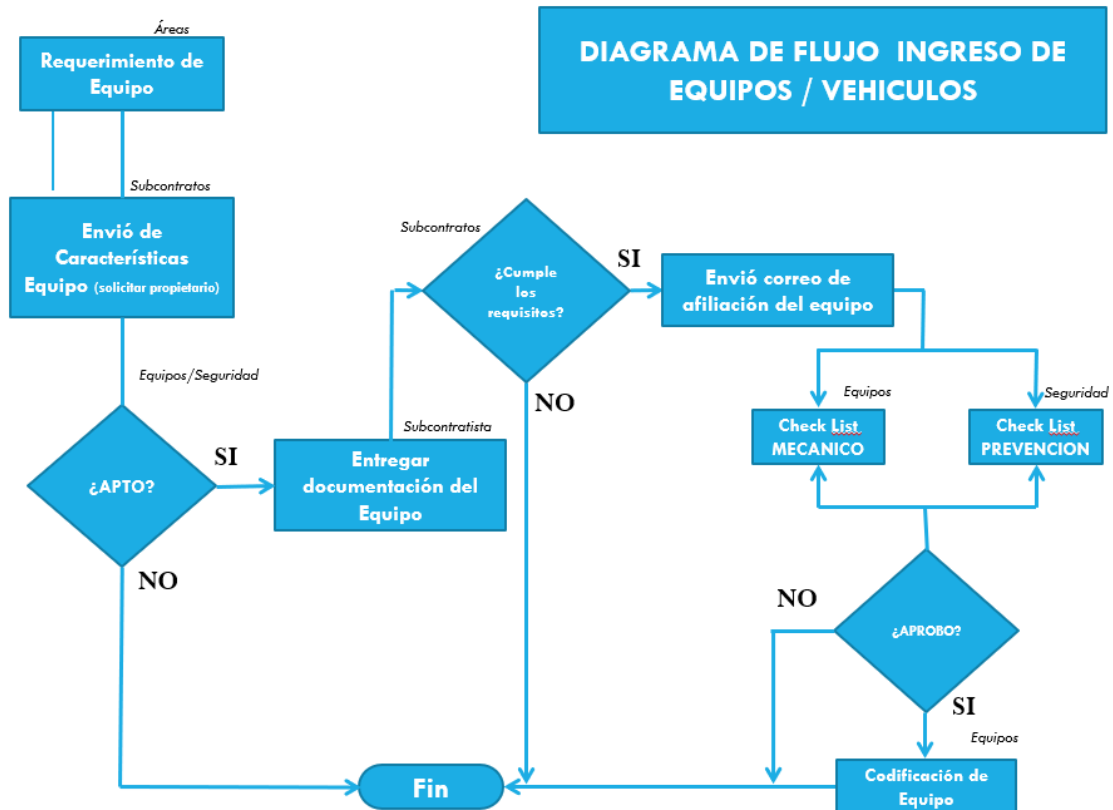 Áreas
Requerimiento de
Equipo
DIAGRAMA DE FLUJO INGRESO DE
EQUIPOS / VEHICULOS
Subcontratos
Envió de
Características
Equipo (solicitar propietario)
Equipos/Seguridad
¿APTO?
SI
NO
Subcontratista
Entregar
documentación del
Equipo
Subcontratos
¿Cumple
los
requisitos?
SI
NO
Envió correo de
afiliación del equipo
Equipos
Check List
MECANICO
Seguridad
Check List
PREVENCION
¿APROBO?
NO
SI
Equipos
Codificación de
Equipo
Fin